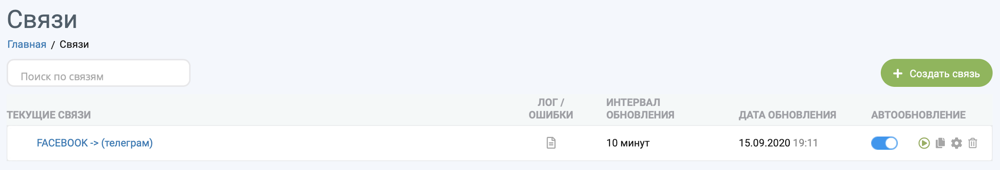 Связи
Главная / Связи
Поиск по связям
+ Создать связь
ТЕКУЩИЕ СВЯЗИ
ЛОГ /
ОШИБКИ
ИНТЕРВАЛ
ОБНОВЛЕНИЯ
ДАТА ОБНОВЛЕНИЯ
АВТООБНОВЛЕНИЕ
FACEBOOK -> (телеграм)
10 минут
15.09.2020 19:11